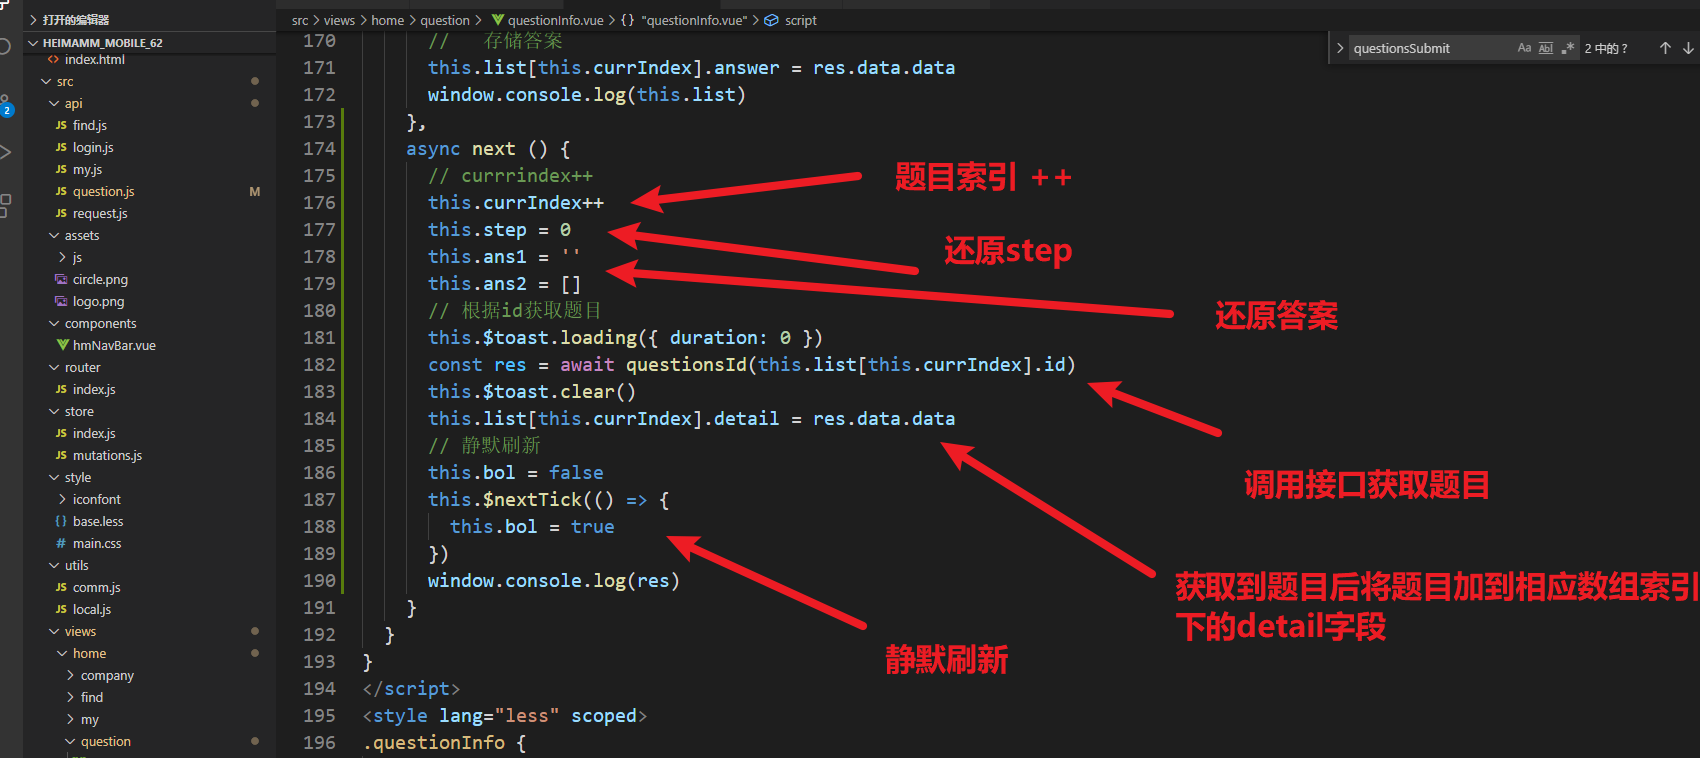 打开的编辑器
HEIMAMM_MOBILE_62
index.html
src
api
JS find.js
JS login.js
JS my.js
JS question.js M
JS request.js
assets
js
circle.png
logo.png
components
hmNavBar.vue
router
JS index.js
store
JS index.js
JS mutations.js
style
iconfont
{} base.less
# main.css
utils
JS comm.js
JS local.js
views
home
company
find
my
question
2
src > views > home > question > questionInfo.vue > {} "questionInfo.vue" > script
questionsSubmit Aa Abl .* 2 中的 ?
170 // 存储答案
171 this.list[this.currIndex].answer = res.data.data
172 window.console.log(this.list)
173 },
174 async next () {
175 // currrindex++
176 this.currIndex++
177 this.step = 0
178 this.ans1 = ''
179 this.ans2 = []
180 // 根据id获取题目
181 this.$toast.loading({ duration: 0 })
182 const res = await questionsId(this.list[this.currIndex].id)
183 this.$toast.clear()
184 this.list[this.currIndex].detail = res.data.data
185 // 静默刷新
186 this.bol = false
187 this.$nextTick(() => {
188 this.bol = true
189 })
190 window.console.log(res)
191 }
192 }
193 }
194 </script>
195 <style lang="less" scoped>
196 .questionInfo {
题目索引 ++
还原step
还原答案
调用接口获取题目
获取到题目后将题目加到相应数组索引
下的detail字段
静默刷新